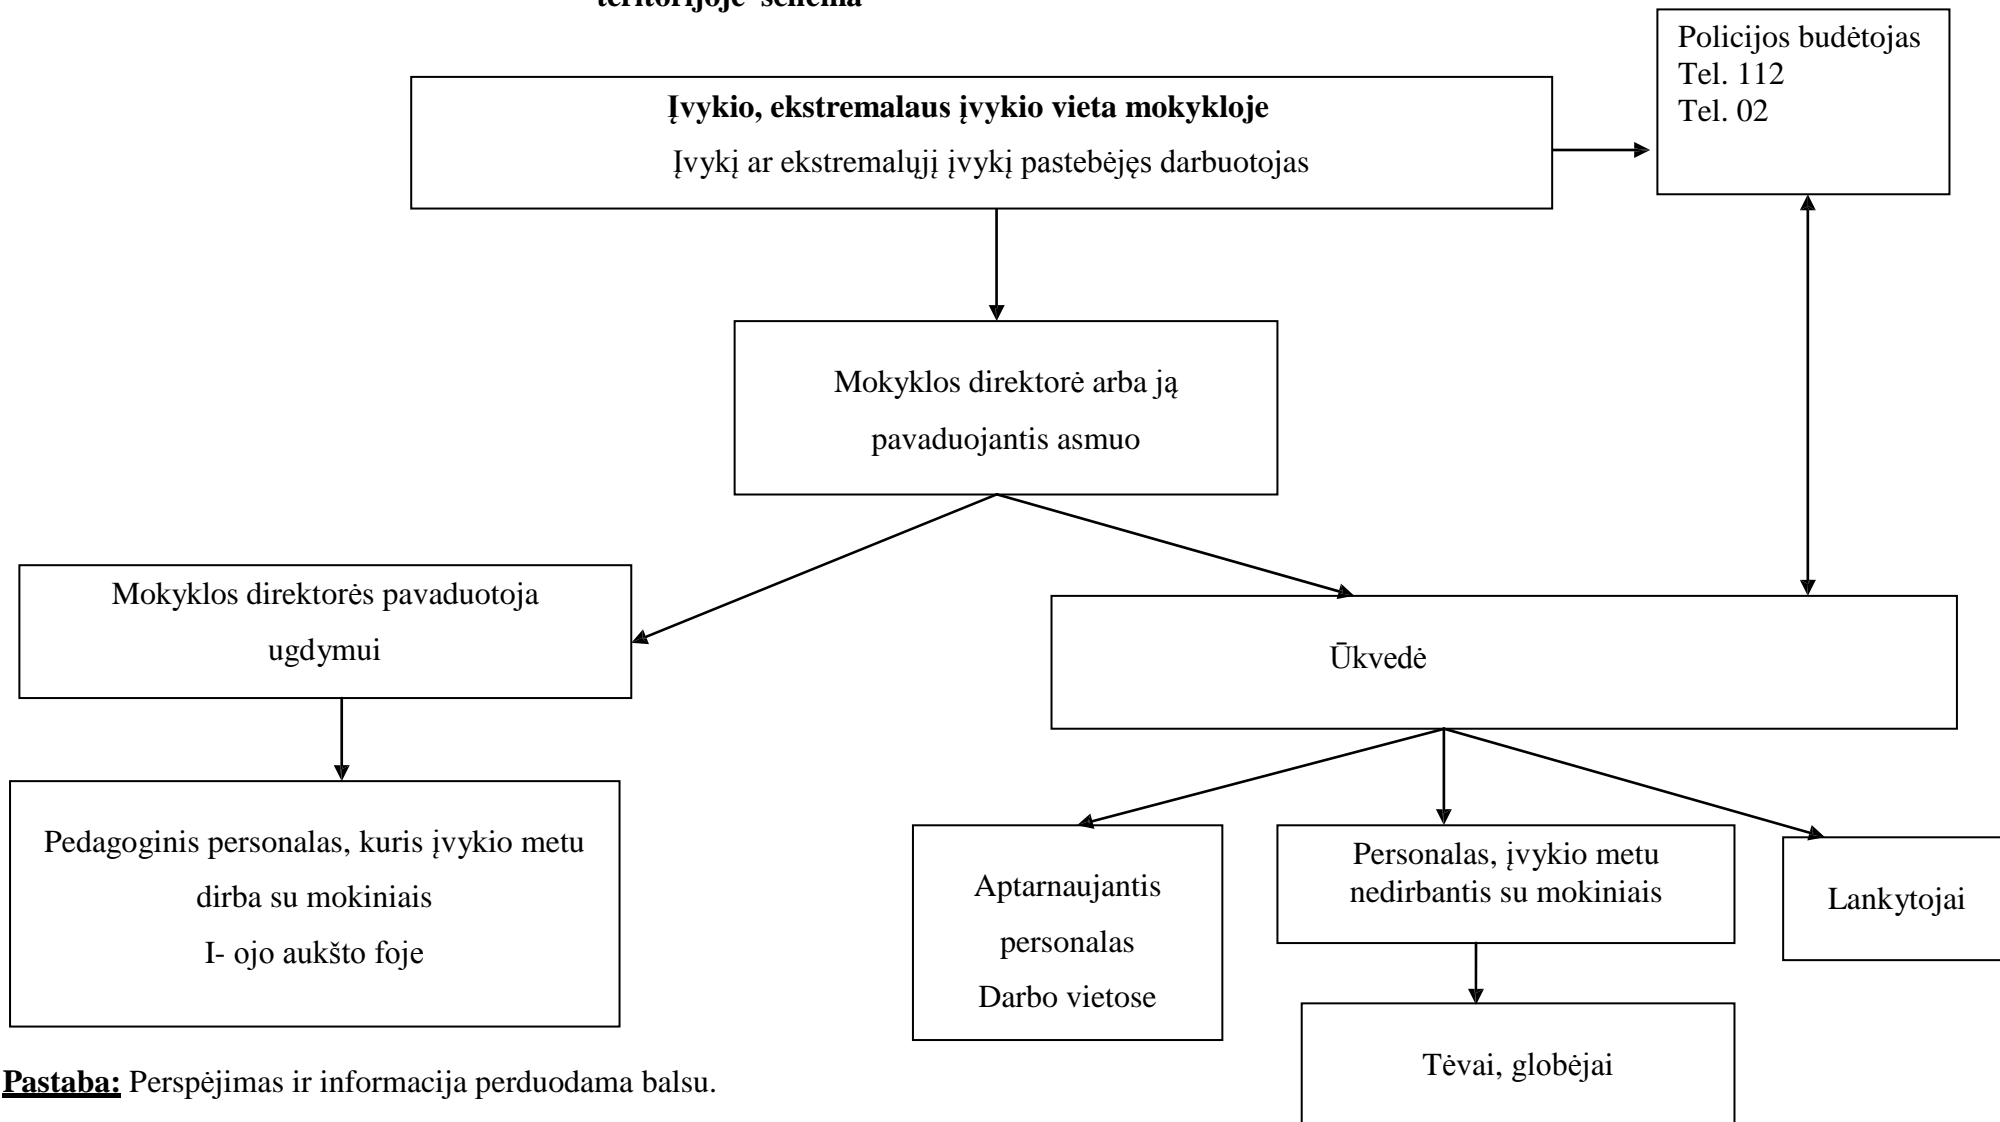 teritorijoje schema
Policijos budėtojas
Tel. 112
Tel. 02
Įvykio, ekstremalaus įvykio vieta mokykloje
Įvykį ar ekstremalųjį įvykį pastebėjęs darbuotojas
Mokyklos direktorė arba ją
pavaduojantis asmuo
Mokyklos direktorės pavaduotoja
ugdymui
Ūkvedė
Pedagoginis personalas, kuris įvykio metu
dirba su mokiniais
I- ojo aukšto foje
Aptarnaujantis
personalas
Darbo vietose
Personalas, įvykio metu
nedirbantis su mokiniais
Lankytojai
Tėvai, globėjai
Pastaba: Perspėjimas ir informacija perduodama balsu.